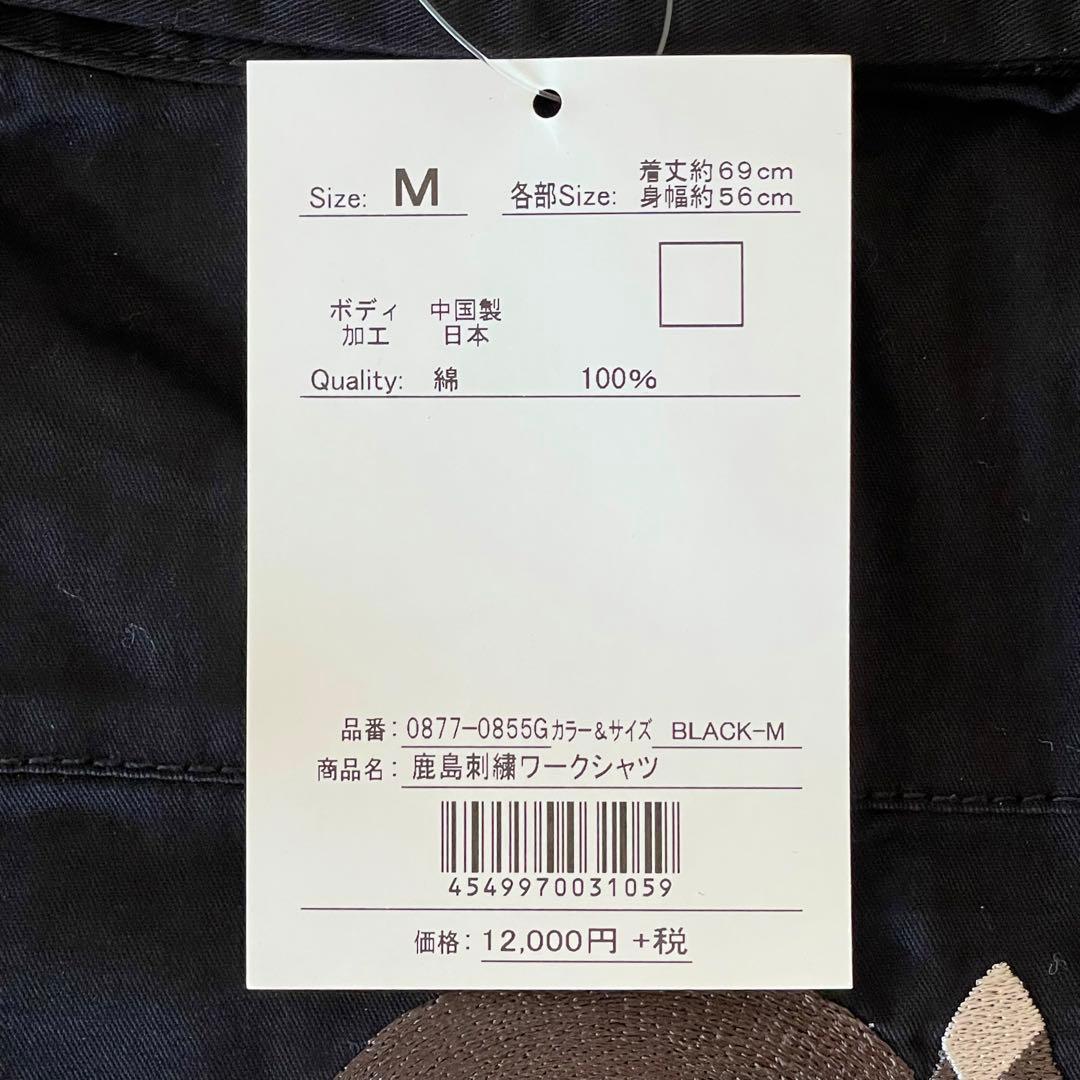 Size: M
各部Size: 着丈約69cm
身幅約56cm
ボディ 中国製
加工 日本
Quality: 綿 100%
品番: 0877-0855G カラー&サイズ BLACK-M
商品名: 鹿島刺繍ワークシャツ
4549970031059
価格: 12,000円 +税